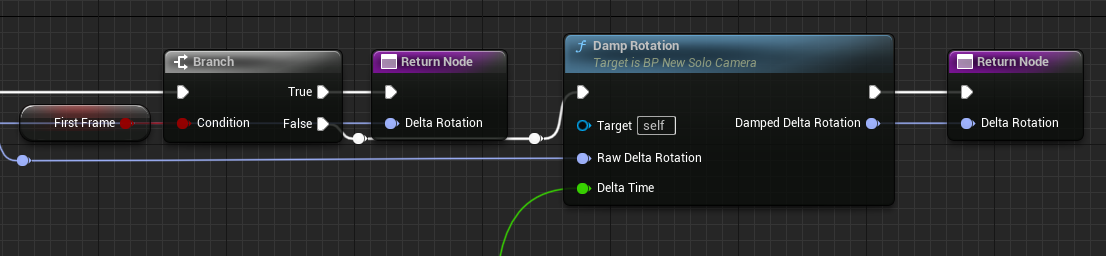 Branch
True
First Frame
Condition
False
Return Node
Delta Rotation
Damp Rotation
Target is BP New Solo Camera
Target self
Damped Delta Rotation
Raw Delta Rotation
Delta Time
Return Node
Delta Rotation